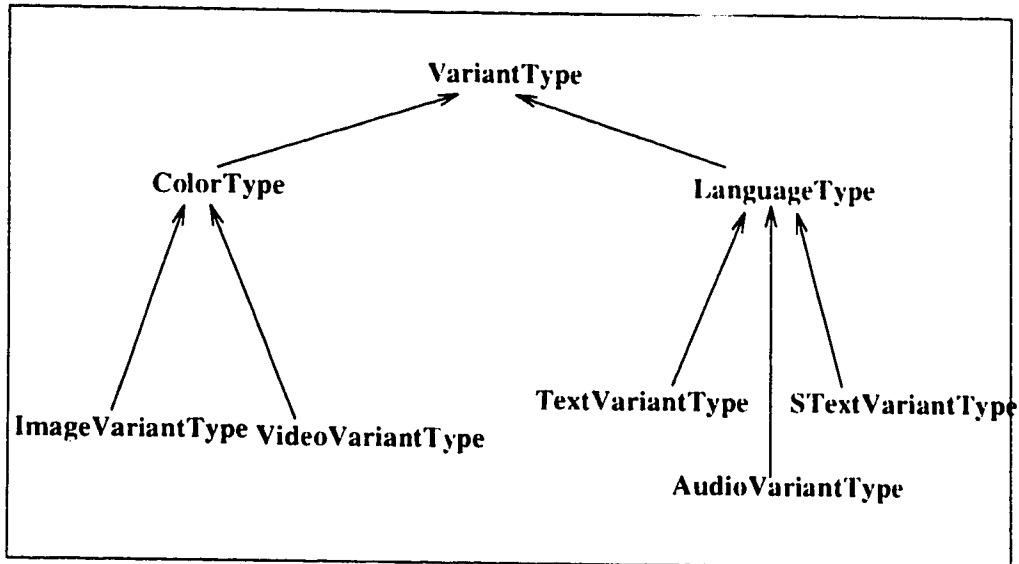 VariantType
ColorType
LanguageType
TextVariantType
STextVariantType
ImageVariantType
VideoVariantType
AudioVariantType